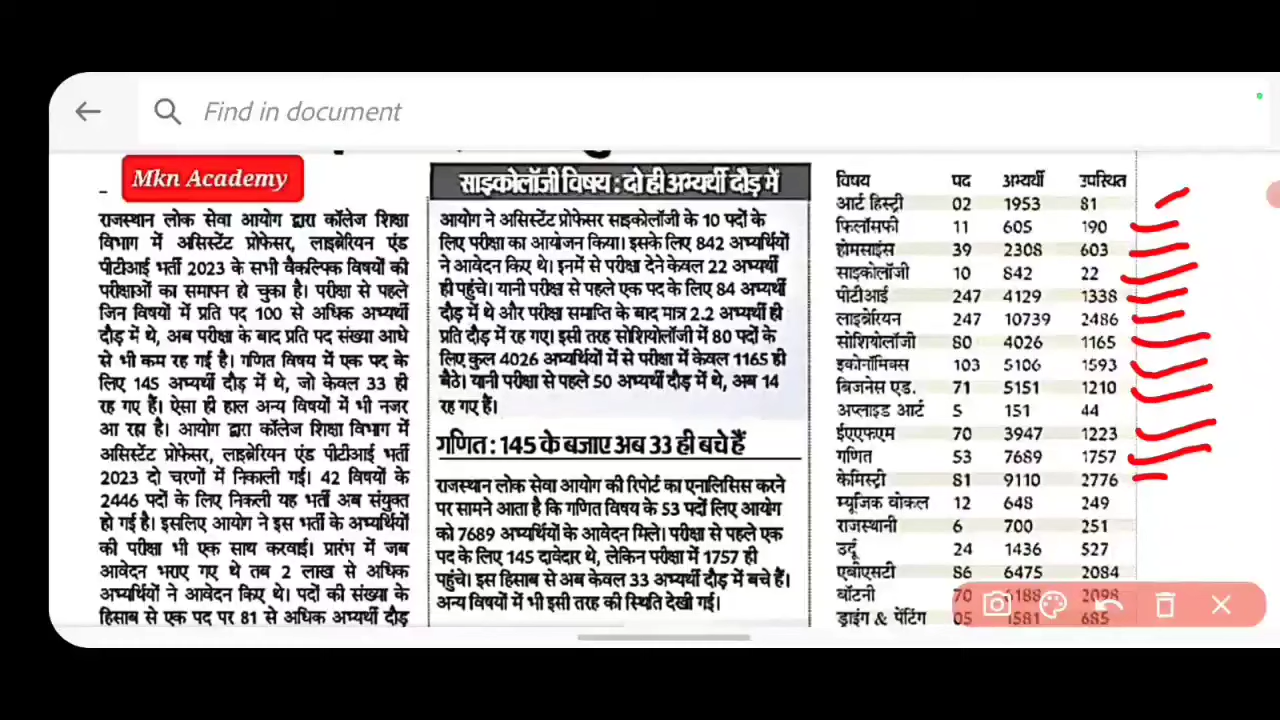 Find in document
Mkn Academy
राजस्थान लोक सेवा आयोग द्वारा कॉलेज शिक्षा
विभाग में असिस्टेंट प्रोफेसर, लाइब्रेरियन एंड
पीटीआई भर्ती 2023 के सभी वैकल्पिक विषयों की
परीक्षाओं का समापन हो चुका है। परीक्षा से पहले
जिन विषयों में प्रति पद 100 से अधिक अभ्यर्थी
दौड़ में थे, अब परीक्षा के बाद प्रति पद संख्या आधे
से भी कम रह गई है। गणित विषय में एक पद के
लिए 145 अभ्यर्थी दौड़ में थे, जो केवल 33 ही
रह गए हैं। ऐसा ही हाल अन्य विषयों में भी नजर
आ रहा है। आयोग द्वारा कॉलेज शिक्षा विभाग में
असिस्टेंट प्रोफेसर, लाइब्रेरियन एंड पीटीआई भर्ती
2023 दो चरणों में निकाली गई। 42 विषयों के
2446 पदों के लिए निकली यह भर्ती अब संयुक्त
हो गई है। इसलिए आयोग ने इस भर्ती के अभ्यर्थियों
की परीक्षा भी एक साथ करवाई। प्रारंभ में जब
आवेदन भराए गए थे तब 2 लाख से अधिक
अभ्यर्थियों ने आवेदन किए थे। पदों की संख्या के
हिसाब से एक पद पर 81 से अधिक अभ्यर्थी दौड़
साइकोलॉजी विषय : दो ही अभ्यर्थी दौड़ में
आयोग ने असिस्टेंट प्रोफेसर साइकोलॉजी के 10 पदों के
लिए परीक्षा का आयोजन किया। इसके लिए 842 अभ्यर्थियों
ने आवेदन किए थे। इनमें से परीक्षा देने केवल 22 अभ्यर्थी
ही पहुंचे। यानी परीक्षा से पहले एक पद के लिए 84 अभ्यर्थी
दौड़ में थे और परीक्षा समाप्ति के बाद मात्र 2.2 अभ्यर्थी ही
प्रति दौड़ में रह गए। इसी तरह सोशियोलॉजी में 80 पदों के
लिए कुल 4026 अभ्यर्थियों में से परीक्षा में केवल 1165 ही
बैठे। यानी परीक्षा से पहले 50 अभ्यर्थी दौड़ में थे, अब 14
रह गए हैं।
गणित : 145 के बजाए अब 33 ही बचे हैं
राजस्थान लोक सेवा आयोग की रिपोर्ट का एनालिसिस करने
पर सामने आता है कि गणित विषय के 53 पदों लिए आयोग
को 7689 अभ्यर्थियों के आवेदन मिले। परीक्षा से पहले एक
पद के लिए 145 दावेदार थे, लेकिन परीक्षा में 1757 ही
पहुंचे। इस हिसाब से अब केवल 33 अभ्यर्थी दौड़ में बचे हैं।
अन्य विषयों में भी इसी तरह की स्थिति देखी गई।
विषय पद अभ्यर्थी उपस्थित
आर्ट हिस्ट्री 02 1953 81
फिलॉसफी 11 605 190
होमसाइंस 39 2308 603
साइकोलॉजी 10 842 22
पीटीआई 247 4129 1338
लाइब्रेरियन 247 10739 2486
सोशियोलॉजी 80 4026 1165
इकोनॉमिक्स 103 5106 1593
बिजनेस एड. 71 5151 1210
अप्लाइड आर्ट 5 151 44
ईएएफएम 70 3947 1223
गणित 53 7689 1757
केमिस्ट्री 81 9110 2776
म्यूजिक वोकल 12 648 249
राजस्थानी 6 700 251
उर्दू 24 1436 527
एबीएसटी 86 6475 2084
बॉटनी 70 6188 2098
ड्राइंग & पेंटिंग 05 1581 685